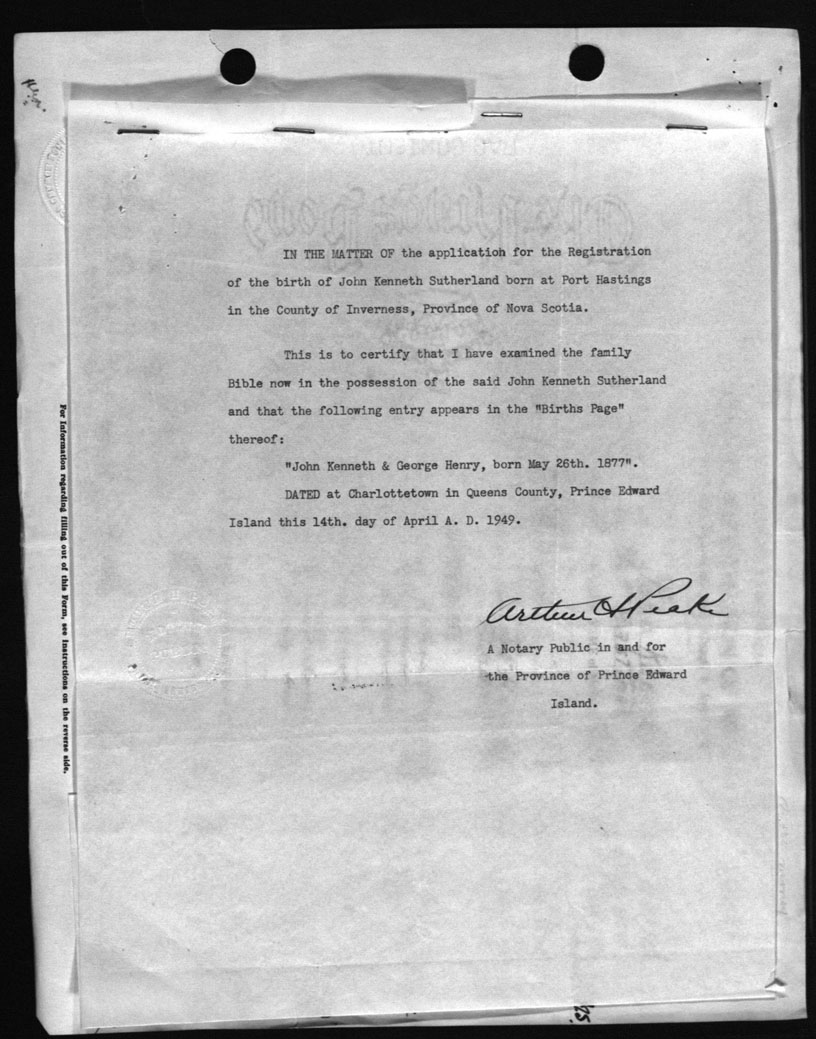 IN THE MATTER OF the application for the Registration
of the birth of John Kenneth Sutherland born at Port Hastings
in the County of Inverness, Province of Nova Scotia.
This is to certify that I have examined the family
Bible now in the possession of the said John Kenneth Sutherland
and that the following entry appears in the "Births Page"
thereof:
"John Kenneth & George Henry, born May 26th. 1877".
DATED at Charlottetown in Queens County, Prince Edward
Island this 14th. day of April A. D. 1949.
Arthur H Peake
A Notary Public in and for
the Province of Prince Edward
Island.
For Information regarding filling out of this Form, see Instructions on the reverse side.